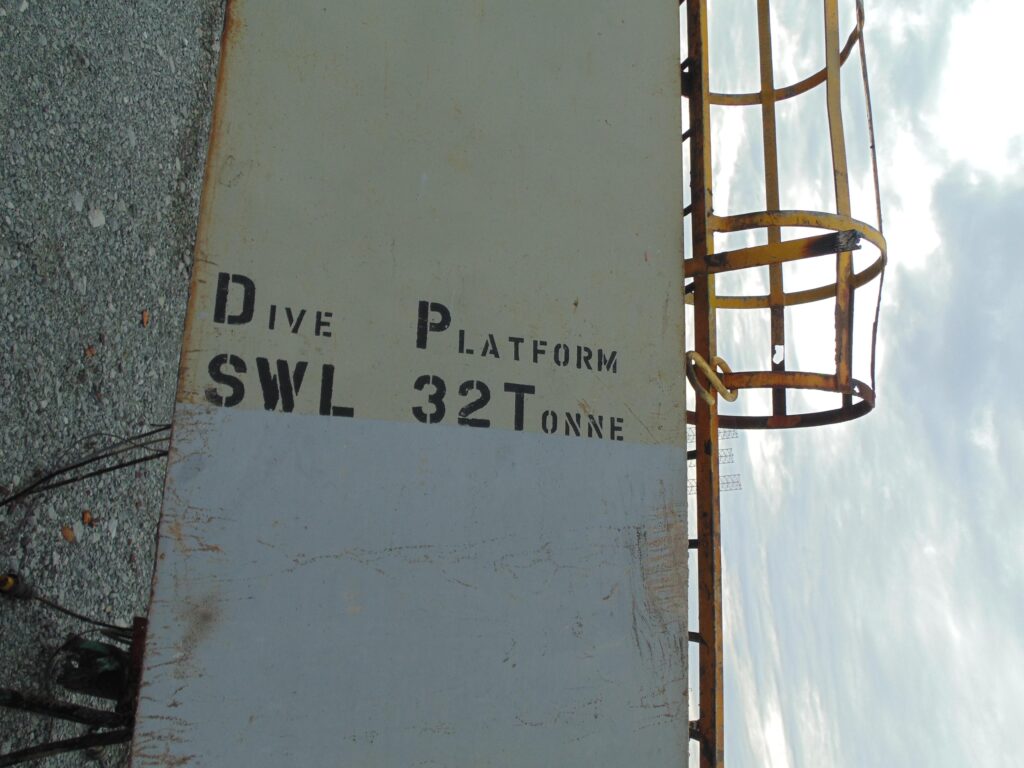 DIVE PLATFORM
SWL 32TONNE